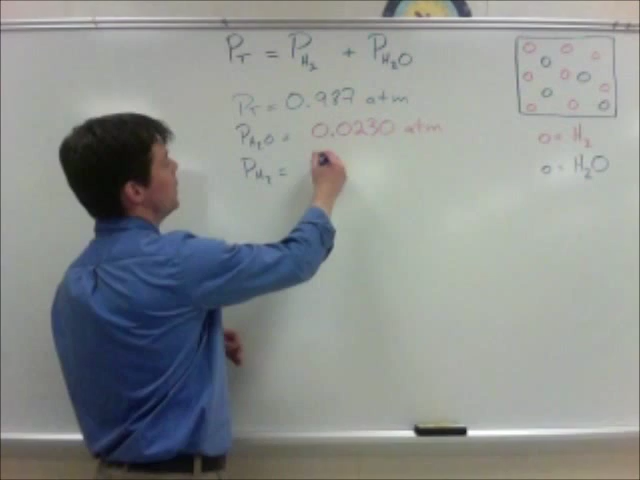 P_T = P_H₂ + P_H₂O
P_T = 0.987 atm
P_H₂O = 0.0230 atm
P_H₂ =
o = H₂
o = H₂O